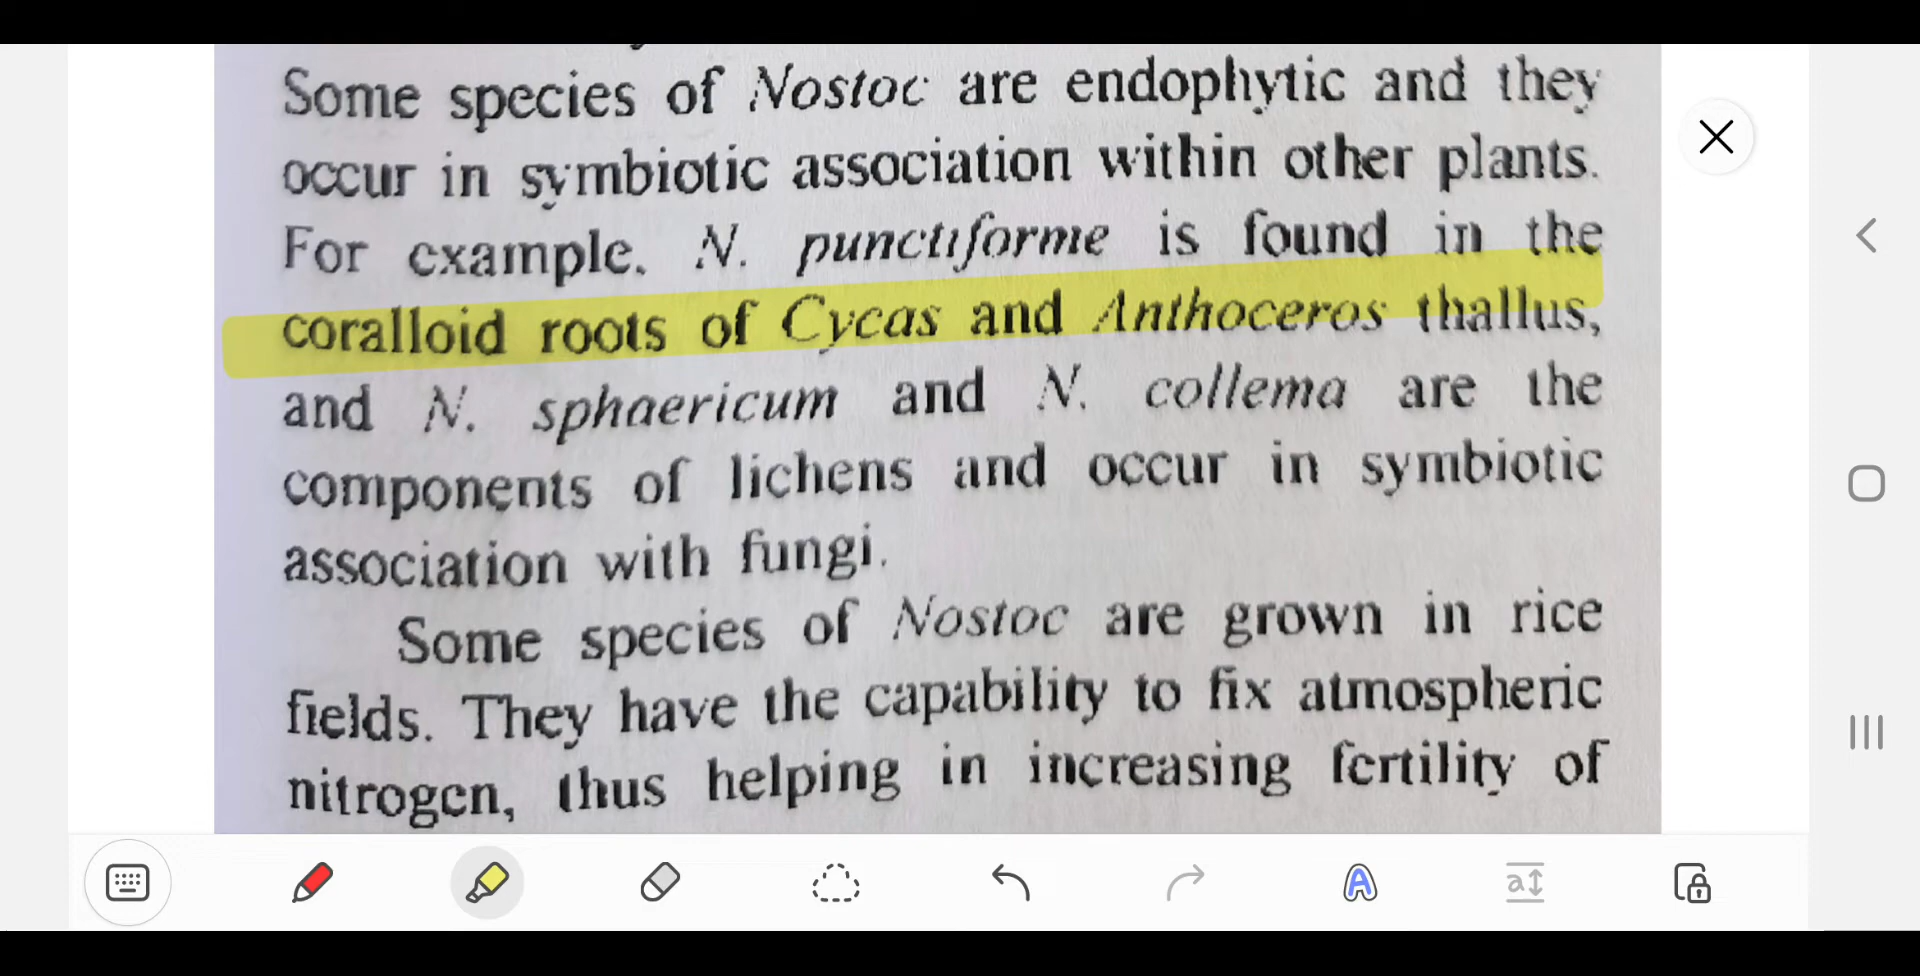 Some species of Nostoc are endophytic and they
occur in symbiotic association within other plants.
For example, N. punctiforme is found in the
coralloid roots of Cycas and Anthoceros thallus,
and N. sphaericum and N. collema are the
components of lichens and occur in symbiotic
association with fungi.
Some species of Nostoc are grown in rice
fields. They have the capability to fix atmospheric
nitrogen, thus helping in increasing fertility of